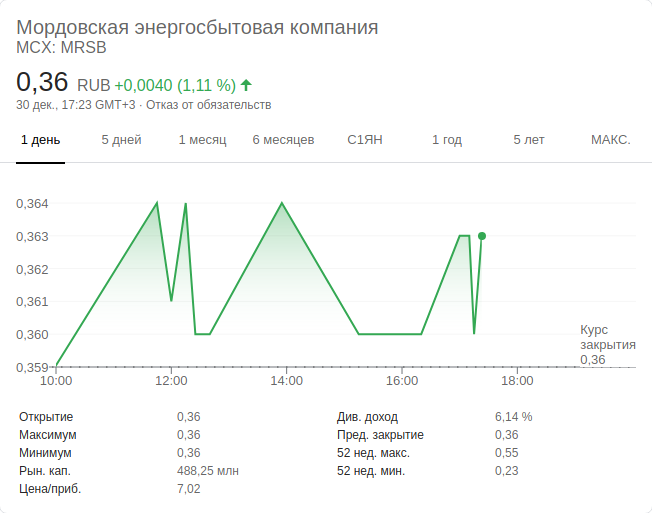 Мордовская энергосбытовая компания
MCX: MRSB
0,36 RUB +0,0040 (1,11 %)
30 дек., 17:23 GMT+3 · Отказ от обязательств
1 день 5 дней 1 месяц 6 месяцев С1ЯН 1 год 5 лет МАКС.
0,364
0,363
0,362
0,361
0,360
0,359
Курс
закрытия
0,36
10:00 12:00 14:00 16:00 18:00
Открытие 0,36 Див. доход 6,14 %
Максимум 0,36 Пред. закрытие 0,36
Минимум 0,36 52 нед. макс. 0,55
Рын. кап. 488,25 млн 52 нед. мин. 0,23
Цена/приб. 7,02